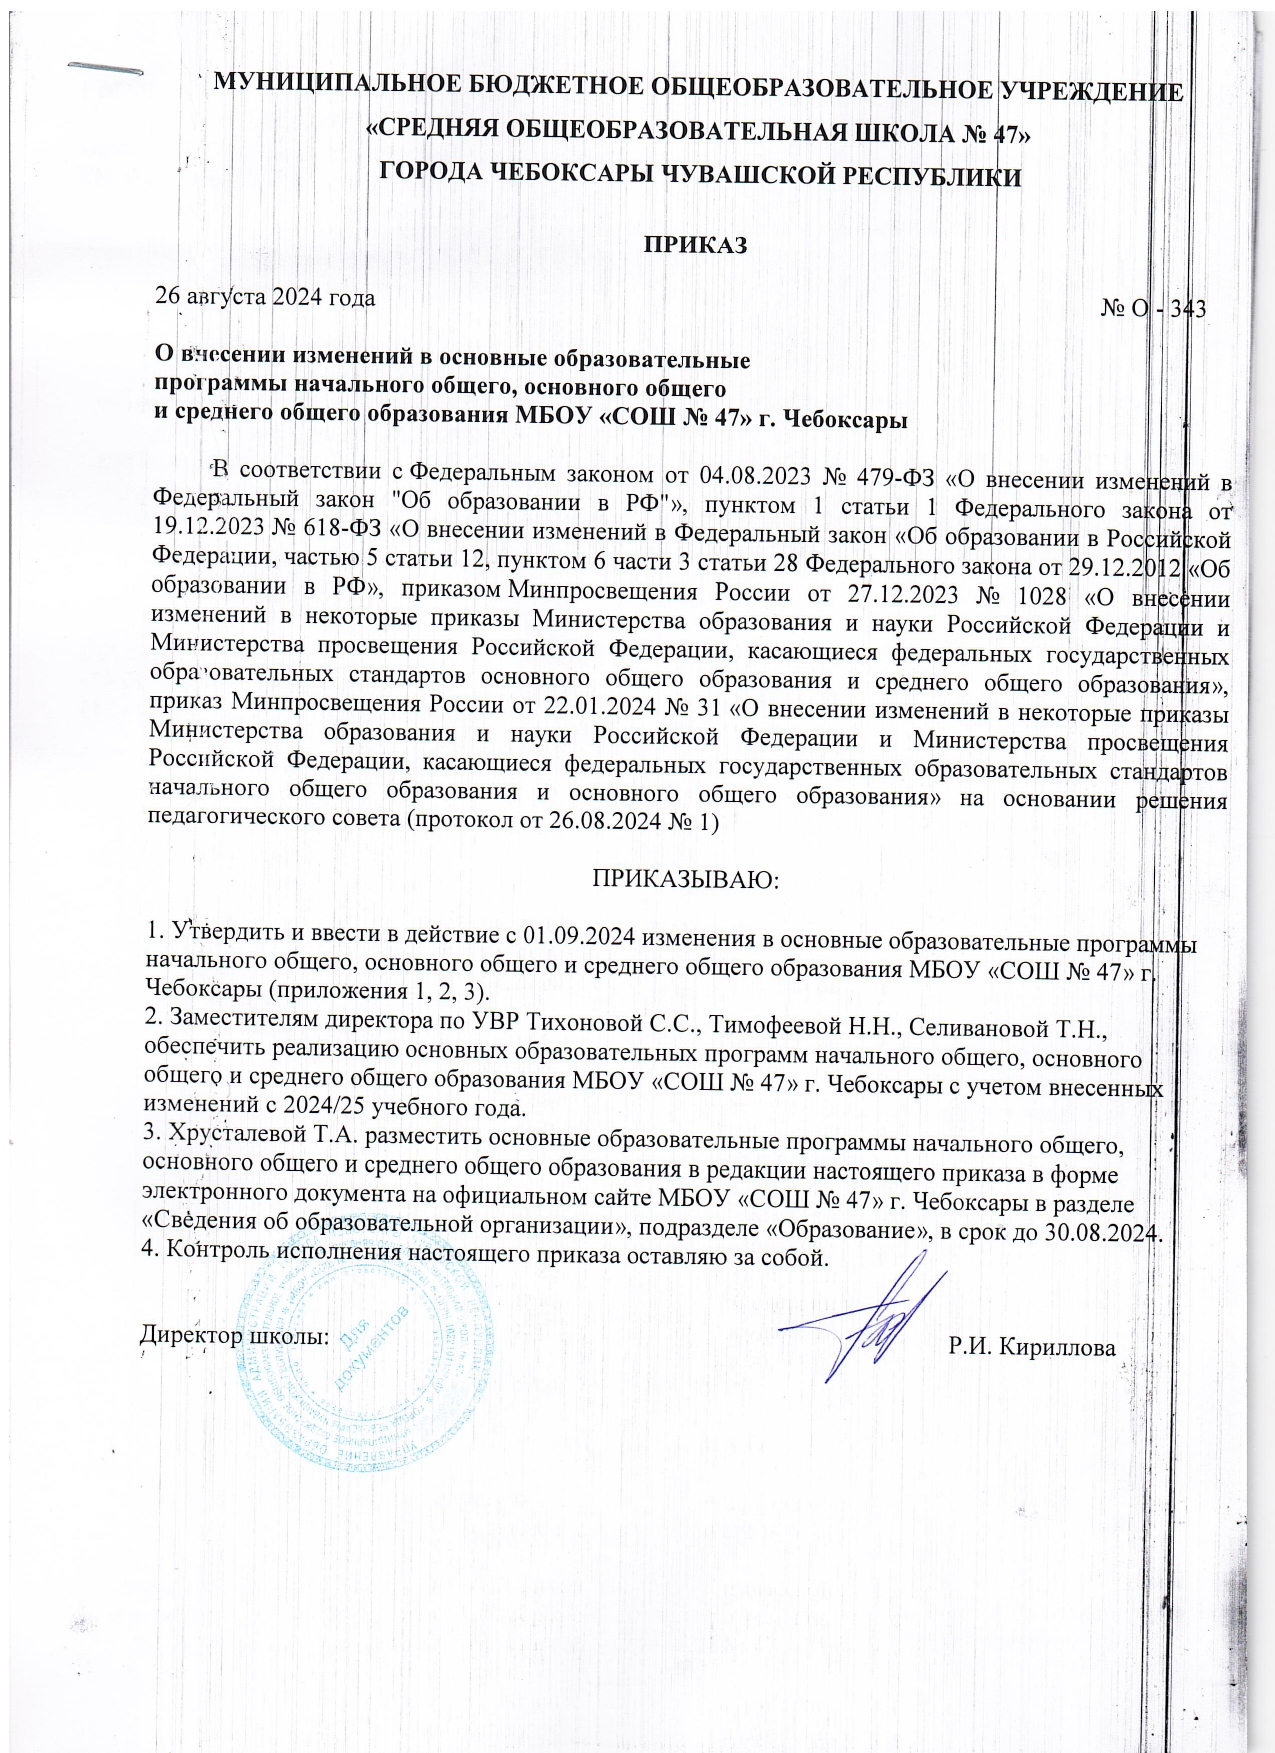 МУНИЦИПАЛЬНОЕ БЮДЖЕТНОЕ ОБЩЕОБРАЗОВАТЕЛЬНОЕ УЧРЕЖДЕНИЕ
«СРЕДНЯЯ ОБЩЕОБРАЗОВАТЕЛЬНАЯ ШКОЛА № 47»
ГОРОДА ЧЕБОКСАРЫ ЧУВАШСКОЙ РЕСПУБЛИКИ
ПРИКАЗ
26 августа 2024 года № О - 343
О внесении изменений в основные образовательные
программы начального общего, основного общего
и среднего общего образования МБОУ «СОШ № 47» г. Чебоксары
В соответствии с Федеральным законом от 04.08.2023 № 479-ФЗ «О внесении изменений в
Федеральный закон "Об образовании в РФ"», пунктом 1 статьи 1 Федерального закона от
19.12.2023 № 618-ФЗ «О внесении изменений в Федеральный закон «Об образовании в Российской
Федерации, частью 5 статьи 12, пунктом 6 части 3 статьи 28 Федерального закона от 29.12.2012 «Об
образовании в РФ», приказом Минпросвещения России от 27.12.2023 № 1028 «О внесении
изменений в некоторые приказы Министерства образования и науки Российской Федерации и
Министерства просвещения Российской Федерации, касающиеся федеральных государственных
образовательных стандартов основного общего образования и среднего общего образования»,
приказ Минпросвещения России от 22.01.2024 № 31 «О внесении изменений в некоторые приказы
Министерства образования и науки Российской Федерации и Министерства просвещения
Российской Федерации, касающиеся федеральных государственных образовательных стандартов
начального общего образования и основного общего образования» на основании решения
педагогического совета (протокол от 26.08.2024 № 1)
ПРИКАЗЫВАЮ:
1. Утвердить и ввести в действие с 01.09.2024 изменения в основные образовательные программы
начального общего, основного общего и среднего общего образования МБОУ «СОШ № 47» г.
Чебоксары (приложения 1, 2, 3).
2. Заместителям директора по УВР Тихоновой С.С., Тимофеевой Н.Н., Селивановой Т.Н.,
обеспечить реализацию основных образовательных программ начального общего, основного
общего и среднего общего образования МБОУ «СОШ № 47» г. Чебоксары с учетом внесенных
изменений с 2024/25 учебного года.
3. Хрусталевой Т.А. разместить основные образовательные программы начального общего,
основного общего и среднего общего образования в редакции настоящего приказа в форме
электронного документа на официальном сайте МБОУ «СОШ № 47» г. Чебоксары в разделе
«Сведения об образовательной организации», подразделе «Образование», в срок до 30.08.2024.
4. Контроль исполнения настоящего приказа оставляю за собой.
Для
документов
Директор школы: Р.И. Кириллова